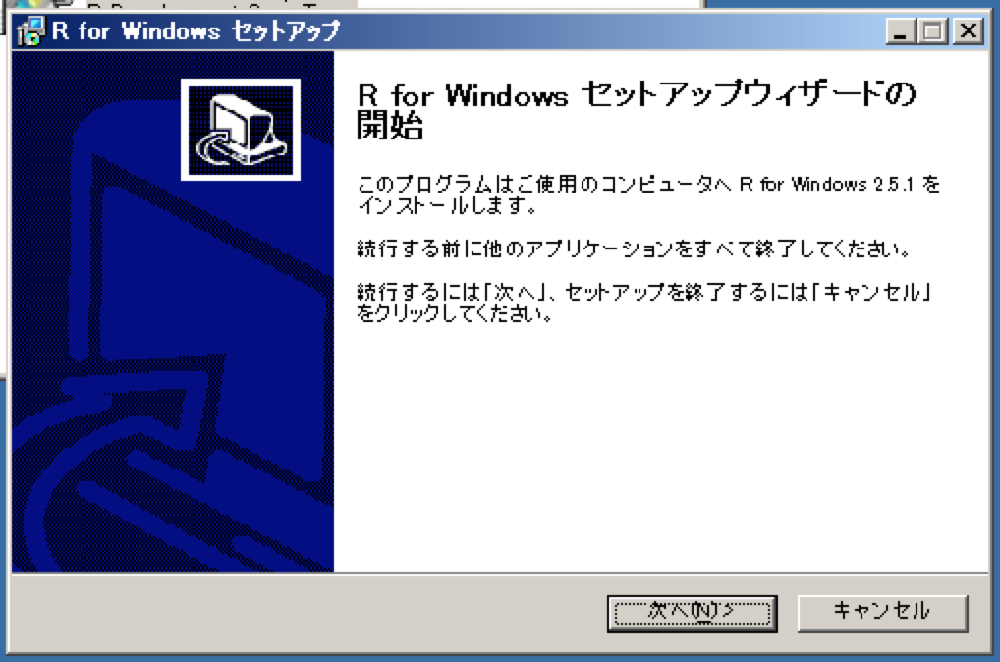 R for Windows セットアップ
R for Windows セットアップウィザードの
開始
このプログラムはご使用のコンピュータへ R for Windows 2.5.1 を
インストールします。
続行する前に他のアプリケーションをすべて終了してください。
続行するには「次へ」、セットアップを終了するには「キャンセル」
をクリックしてください。
次へ(N)>
キャンセル